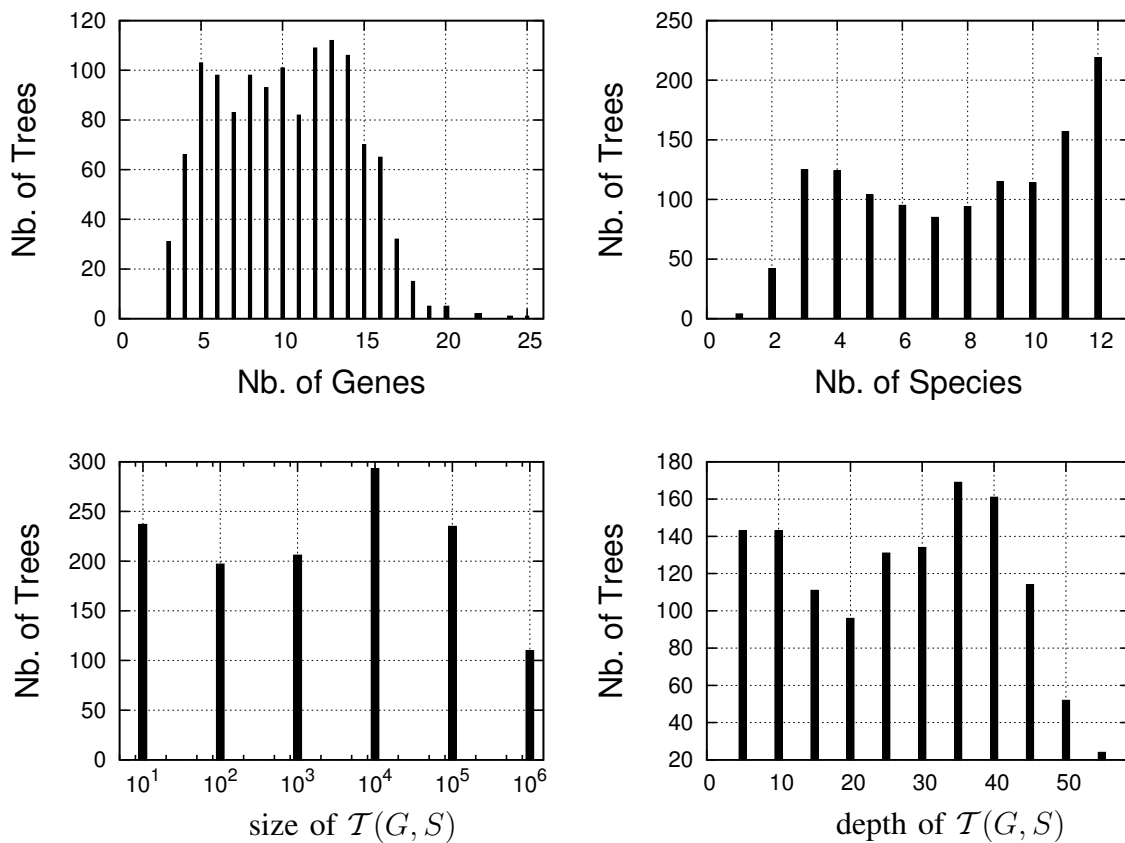 120
100
80
60
40
20
0
Nb. of Trees
0 5 10 15 20 25
Nb. of Genes
250
200
150
100
50
0
Nb. of Trees
0 2 4 6 8 10 12
Nb. of Species
300
250
200
150
100
50
0
Nb. of Trees
10^1 10^2 10^3 10^4 10^5 10^6
size of 𝒯(G, S)
180
160
140
120
100
80
60
40
20
Nb. of Trees
0 10 20 30 40 50
depth of 𝒯(G, S)